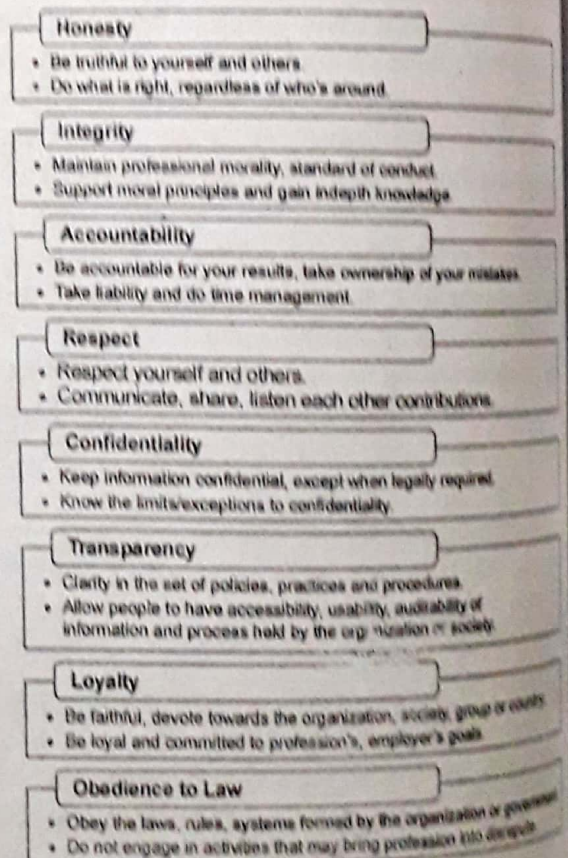 Honesty
• Be truthful to yourself and others.
• Do what is right, regardless of who's around.
Integrity
• Maintain professional morality, standard of conduct.
• Support moral principles and gain indepth knowledge.
Accountability
• Be accountable for your results, take ownership of your mistakes.
• Take liability and do time management.
Respect
• Respect yourself and others.
• Communicate, share, listen each other contributions.
Confidentiality
• Keep information confidential, except when legally required.
• Know the limits/exceptions to confidentiality.
Transparency
• Clarity in the set of policies, practices and procedures.
• Allow people to have accessibility, usability, auditability of
information and process held by the organization or society.
Loyalty
• Be faithful, devote towards the organization, society, group or country.
• Be loyal and committed to profession's, employer's goals.
Obedience to Law
• Obey the laws, rules, systems formed by the organization or government
• Do not engage in activities that may bring profession into